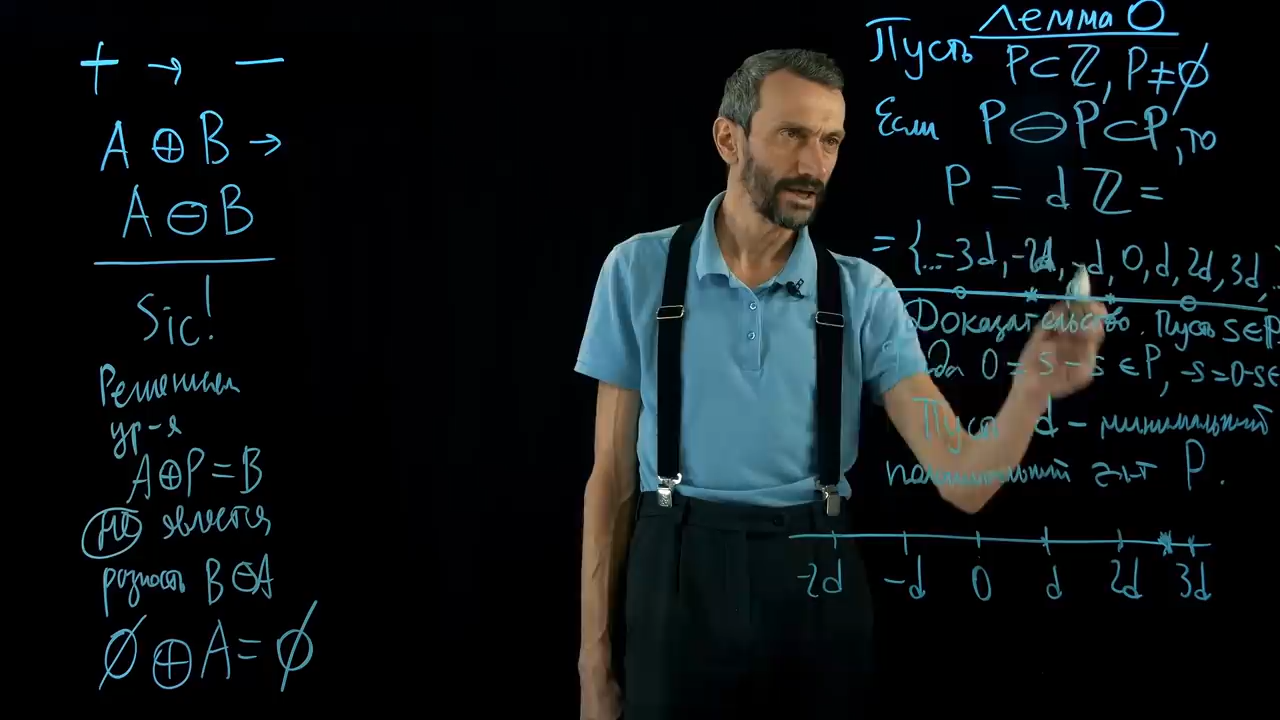 + → −
A ⊕ B →
A ⊖ B
Sic!
Решением
ур-я
A⊕P = B
не является
разность B⊖A
∅ ⊕ A = ∅
Лемма 0
Пусть P⊂ℤ, P≠∅
Если P⊖P⊂P, то
P = dℤ =
= {...-3d, -2d, -d, 0, d, 2d, 3d, ..
Доказательство. Пусть s∈P
0 = s - s ∈ P, -s = 0-s∈
Пусть d - минимальный
положительный эл-т P.
-2d -d 0 d 2d 3d